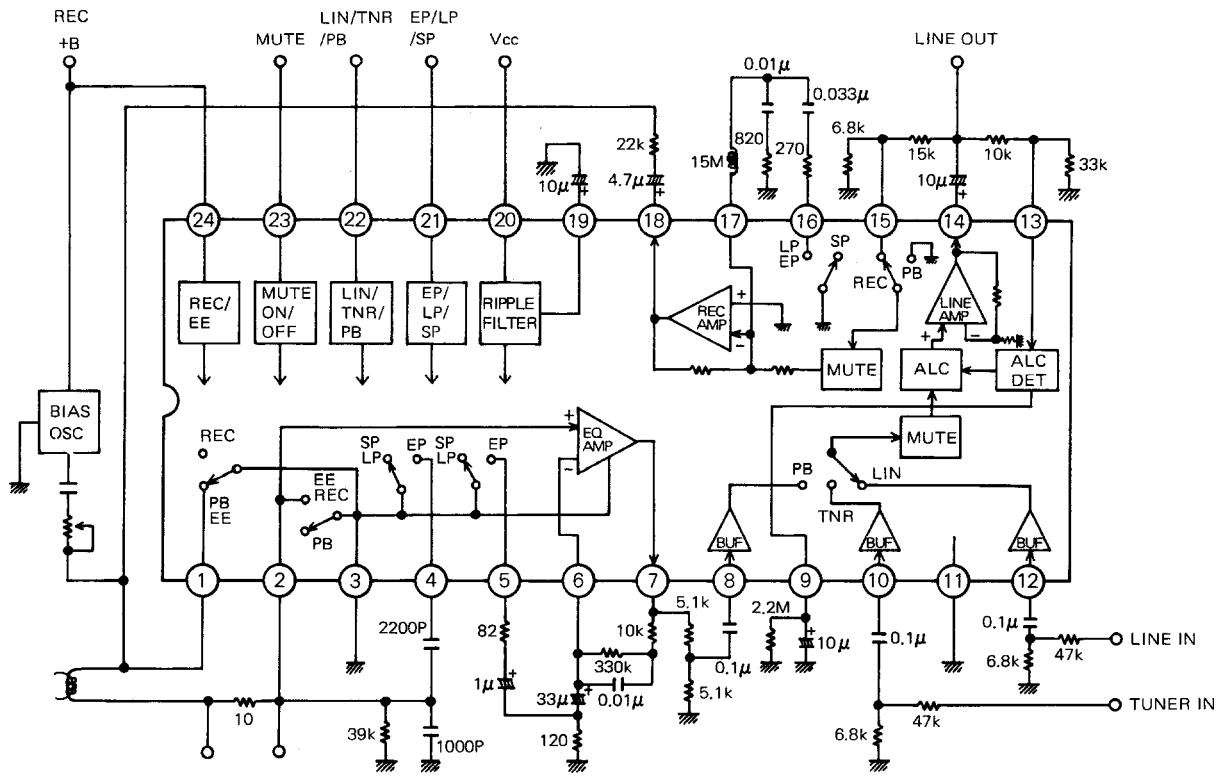 REC
+B
MUTE
LIN/TNR
/PB
EP/LP
/SP
Vcc
LINE OUT
0.01μ
0.033μ
22k
4.7μ
10μ
15M
820
270
6.8k
15k
10k
10μ
33k
24
23
22
21
20
19
18
17
16
15
14
13
REC/
EE
MUTE
ON/
OFF
LIN/
TNR/
PB
EP/
LP/
SP
RIPPLE
FILTER
REC
AMP
+
−
LP
EP
SP
REC
PB
LINE
AMP
+
−
MUTE
ALC
ALC
DET
MUTE
BIAS
OSC
REC
PB
EE
EE
REC
PB
SP
LP
EP
SP
LP
EP
EQ
AMP
+
−
PB
TNR
LIN
BUF
BUF
BUF
1
2
3
4
5
6
7
8
9
10
11
12
2200P
82
1μ
33μ
+
10k
330k
0.01μ
120
5.1k
0.1μ
5.1k
2.2M
10μ
+
0.1μ
0.1μ
6.8k
47k
LINE IN
6.8k
47k
TUNER IN
10
39k
1000P